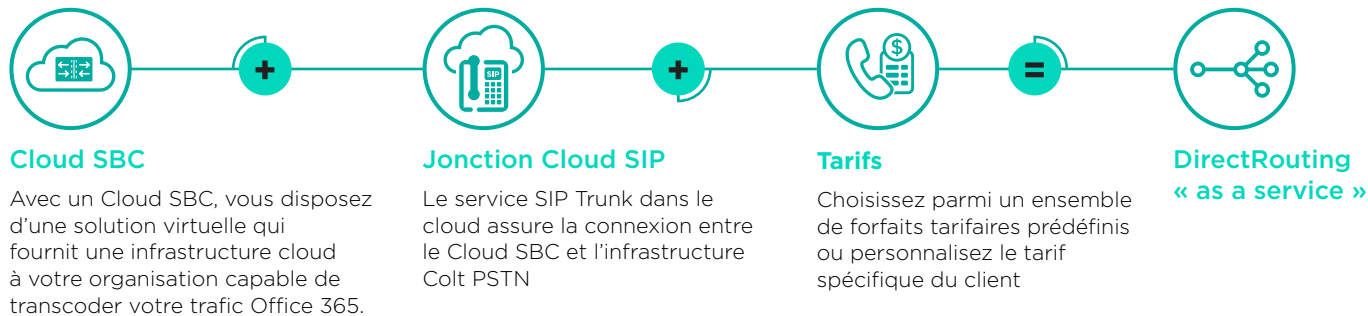 +
SIP
+
$
=
Cloud SBC
Avec un Cloud SBC, vous disposez
d’une solution virtuelle qui
fournit une infrastructure cloud
à votre organisation capable de
transcoder votre trafic Office 365.
Jonction Cloud SIP
Le service SIP Trunk dans le
cloud assure la connexion entre
le Cloud SBC et l’infrastructure
Colt PSTN
Tarifs
Choisissez parmi un ensemble
de forfaits tarifaires prédéfinis
ou personnalisez le tarif
spécifique du client
DirectRouting
« as a service »